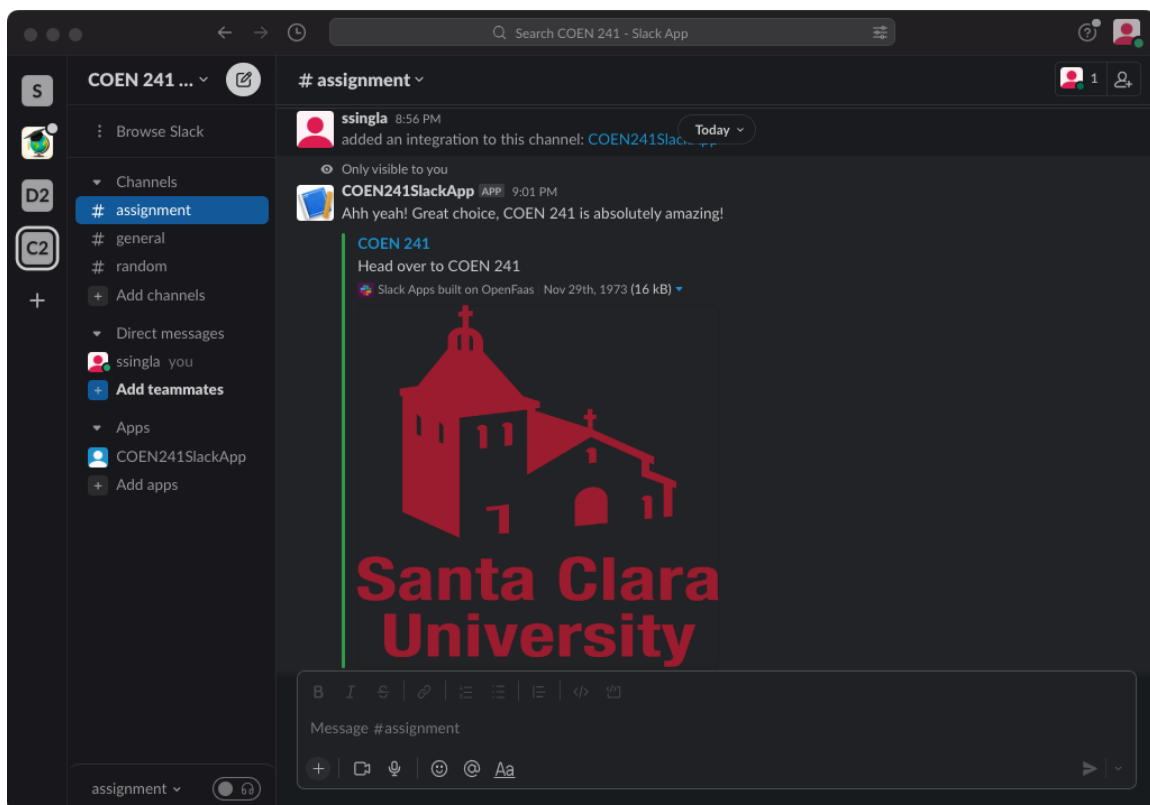 Search COEN 241 - Slack App
S
D2
C2
COEN 241 ...
Browse Slack
Channels
# assignment
# general
# random
+ Add channels
Direct messages
ssingla you
+ Add teammates
Apps
COEN241SlackApp
+ Add apps
assignment
# assignment
1
ssingla 8:56 PM
added an integration to this channel: COEN241SlackApp
Today
Only visible to you
COEN241SlackApp APP 9:01 PM
Ahh yeah! Great choice, COEN 241 is absolutely amazing!
COEN 241
Head over to COEN 241
Slack Apps built on OpenFaas Nov 29th, 1973 (16 kB)
Santa Clara
University
B I S
Message #assignment
+ @ Aa